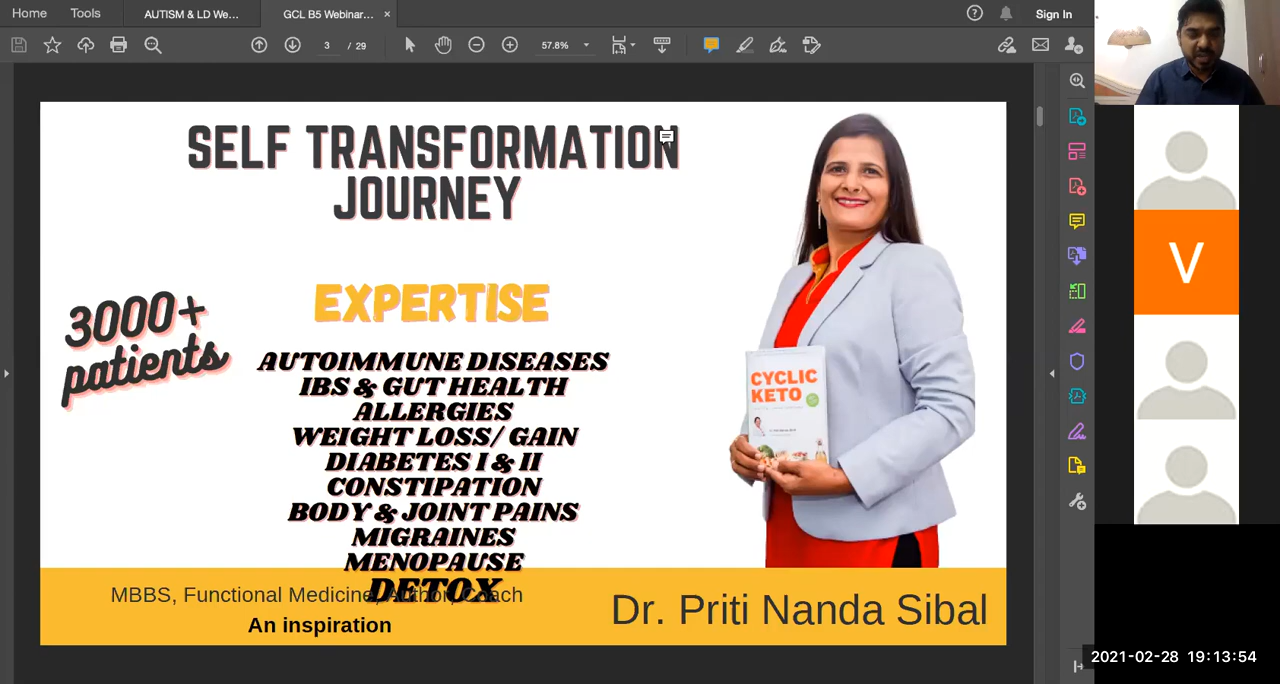 Home Tools AUTISM & LD We... GCL B5 Webinar... × Sign In
3 / 29 57.8%
SELF TRANSFORMATION
JOURNEY
3000+
patients
EXPERTISE
AUTOIMMUNE DISEASES
IBS & GUT HEALTH
ALLERGIES
WEIGHT LOSS/ GAIN
DIABETES I & II
CONSTIPATION
BODY & JOINT PAINS
MIGRAINES
MENOPAUSE
DETOX
MBBS, Functional Medicine, Author, Coach
An inspiration
Dr. Priti Nanda Sibal
CYCLIC
KETO
V
2021-02-28 19:13:54